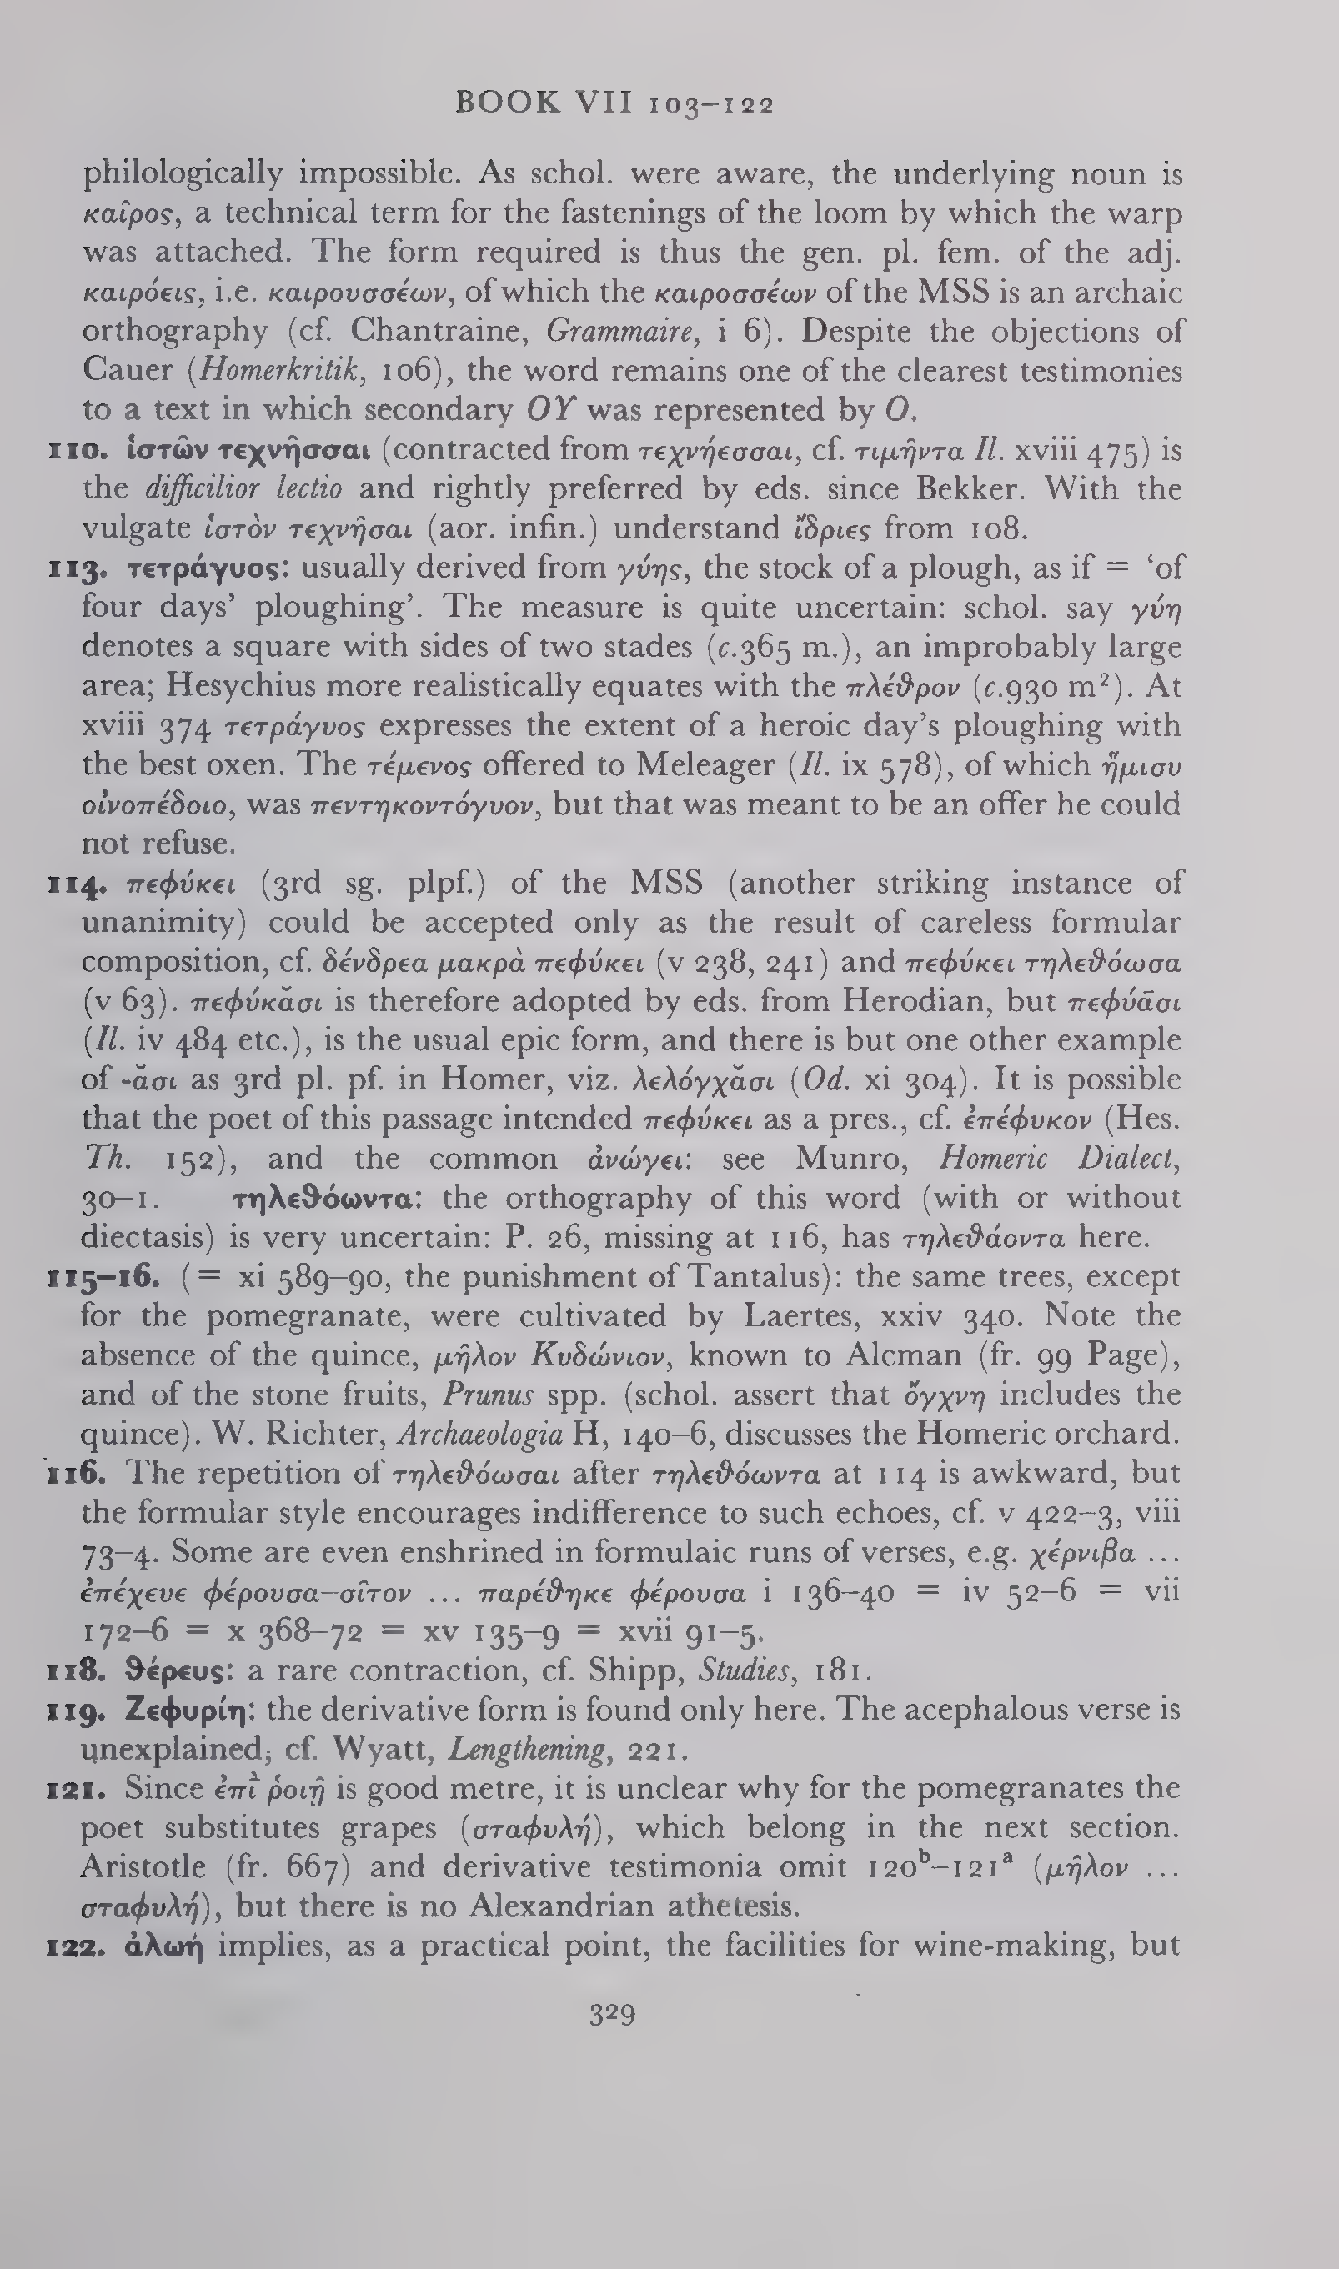 BOOK VII 103–122
philologically impossible. As schol. were aware, the underlying noun is
καῖρος, a technical term for the fastenings of the loom by which the warp
was attached. The form required is thus the gen. pl. fem. of the adj.
καιρόεις, i.e. καιρουσσέων, of which the καιροσσέων of the MSS is an archaic
orthography (cf. Chantraine, Grammaire, i 6). Despite the objections of
Cauer (Homerkritik, 106), the word remains one of the clearest testimonies
to a text in which secondary ΟΥ was represented by Ο.
110. ἱστῶν τεχνῆσσαι (contracted from τεχνήεσσαι, cf. τιμῆντα Il. xviii 475) is
the difficilior lectio and rightly preferred by eds. since Bekker. With the
vulgate ἱστὸν τεχνῆσαι (aor. infin.) understand ἴδριες from 108.
113. τετράγυος: usually derived from γύης, the stock of a plough, as if = ‘of
four days’ ploughing’. The measure is quite uncertain: schol. say γύη
denotes a square with sides of two stades (c.365 m.), an improbably large
area; Hesychius more realistically equates with the πλέϑρον (c.930 m²). At
xviii 374 τετράγυος expresses the extent of a heroic day’s ploughing with
the best oxen. The τέμενος offered to Meleager (Il. ix 578), of which ἥμισυ
οἰνοπέδοιο, was πεντηκοντόγυον, but that was meant to be an offer he could
not refuse.
114. πεφύκει (3rd sg. plpf.) of the MSS (another striking instance of
unanimity) could be accepted only as the result of careless formular
composition, cf. δένδρεα μακρὰ πεφύκει (v 238, 241) and πεφύκει τηλεϑόωσα
(v 63). πεφύκᾱσι is therefore adopted by eds. from Herodian, but πεφύᾱσι
(Il. iv 484 etc.), is the usual epic form, and there is but one other example
of -ᾰσι as 3rd pl. pf. in Homer, viz. λελόγχᾰσι (Od. xi 304). It is possible
that the poet of this passage intended πεφύκει as a pres., cf. ἐπέφυκον (Hes.
Th. 152), and the common ἀνώγει: see Munro, Homeric Dialect,
30–1. τηλεϑόωντα: the orthography of this word (with or without
diectasis) is very uncertain: P. 26, missing at 116, has τηλεϑάοντα here.
115–16. (= xi 589–90, the punishment of Tantalus): the same trees, except
for the pomegranate, were cultivated by Laertes, xxiv 340. Note the
absence of the quince, μῆλον Κυδώνιον, known to Alcman (fr. 99 Page),
and of the stone fruits, Prunus spp. (schol. assert that ὄγχνη includes the
quince). W. Richter, Archaeologia H, 140–6, discusses the Homeric orchard.
116. The repetition of τηλεϑόωσαι after τηλεϑόωντα at 114 is awkward, but
the formular style encourages indifference to such echoes, cf. v 422–3, viii
73–4. Some are even enshrined in formulaic runs of verses, e.g. χέρνιβα ...
ἐπέχευε φέρουσα–σῖτον ... παρέϑηκε φέρουσα i 136–40 = iv 52–6 = vii
172–6 = x 368–72 = xv 135–9 = xvii 91–5.
118. ϑέρευς: a rare contraction, cf. Shipp, Studies, 181.
119. Ζεφυρίη: the derivative form is found only here. The acephalous verse is
unexplained; cf. Wyatt, Lengthening, 221.
121. Since ἐπὶ ῥοιῇ is good metre, it is unclear why for the pomegranates the
poet substitutes grapes (σταφυλή), which belong in the next section.
Aristotle (fr. 667) and derivative testimonia omit 120ᵇ–121ᵃ (μῆλον ...
σταφυλή), but there is no Alexandrian athetesis.
122. ἀλωή implies, as a practical point, the facilities for wine-making, but
329